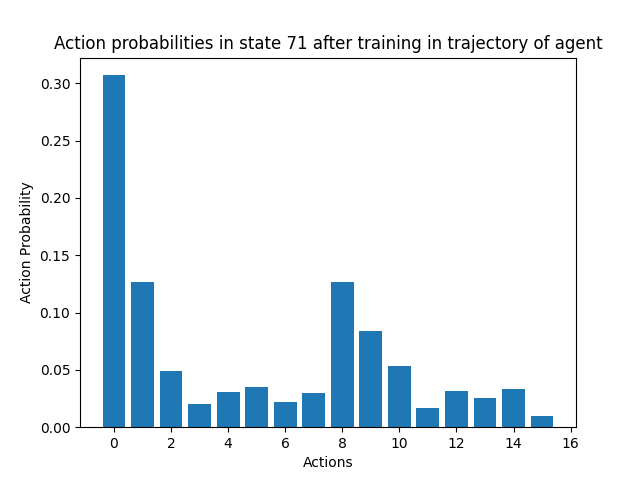 Action probabilities in state 71 after training in trajectory of agent
0.30
0.25
0.20
0.15
0.10
0.05
0.00
Action Probability
0 2 4 6 8 10 12 14 16
Actions